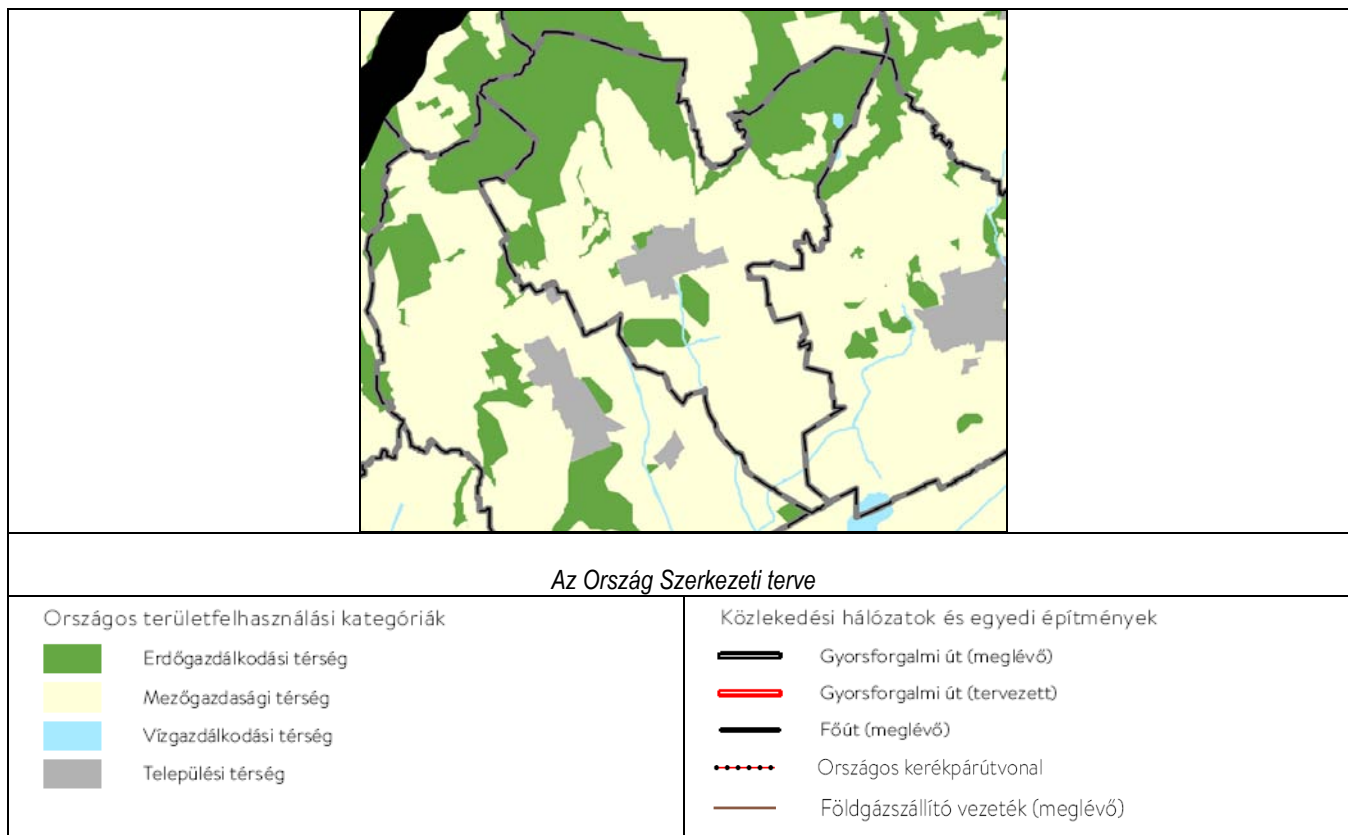 Az Ország Szerkezeti terve
Országos területfelhasználási kategóriák
Erdőgazdálkodási térség
Mezőgazdasági térség
Vízgazdálkodási térség
Települési térség
Közlekedési hálózatok és egyedi építmények
Gyorsforgalmi út (meglévő)
Gyorsforgalmi út (tervezett)
Főút (meglévő)
Országos kerékpárútvonal
Földgázszállító vezeték (meglévő)